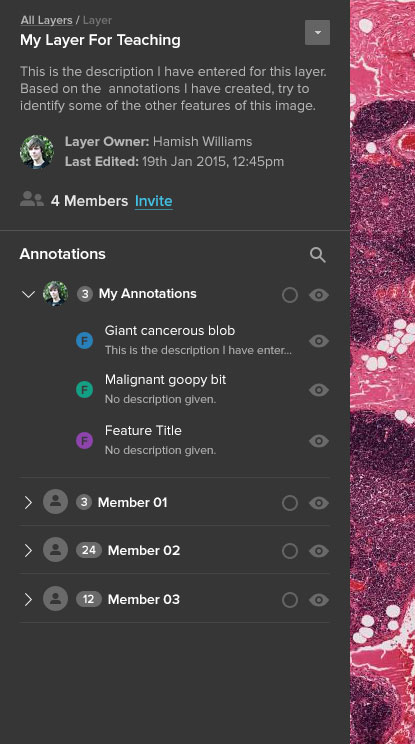 All Layers / Layer
My Layer For Teaching
This is the description I have entered for this layer.
Based on the annotations I have created, try to
identify some of the other features of this image.
Layer Owner: Hamish Williams
Last Edited: 19th Jan 2015, 12:45pm
4 Members Invite
Annotations
3 My Annotations
F Giant cancerous blob
This is the description I have enter...
F Malignant goopy bit
No description given.
F Feature Title
No description given.
3 Member 01
24 Member 02
12 Member 03